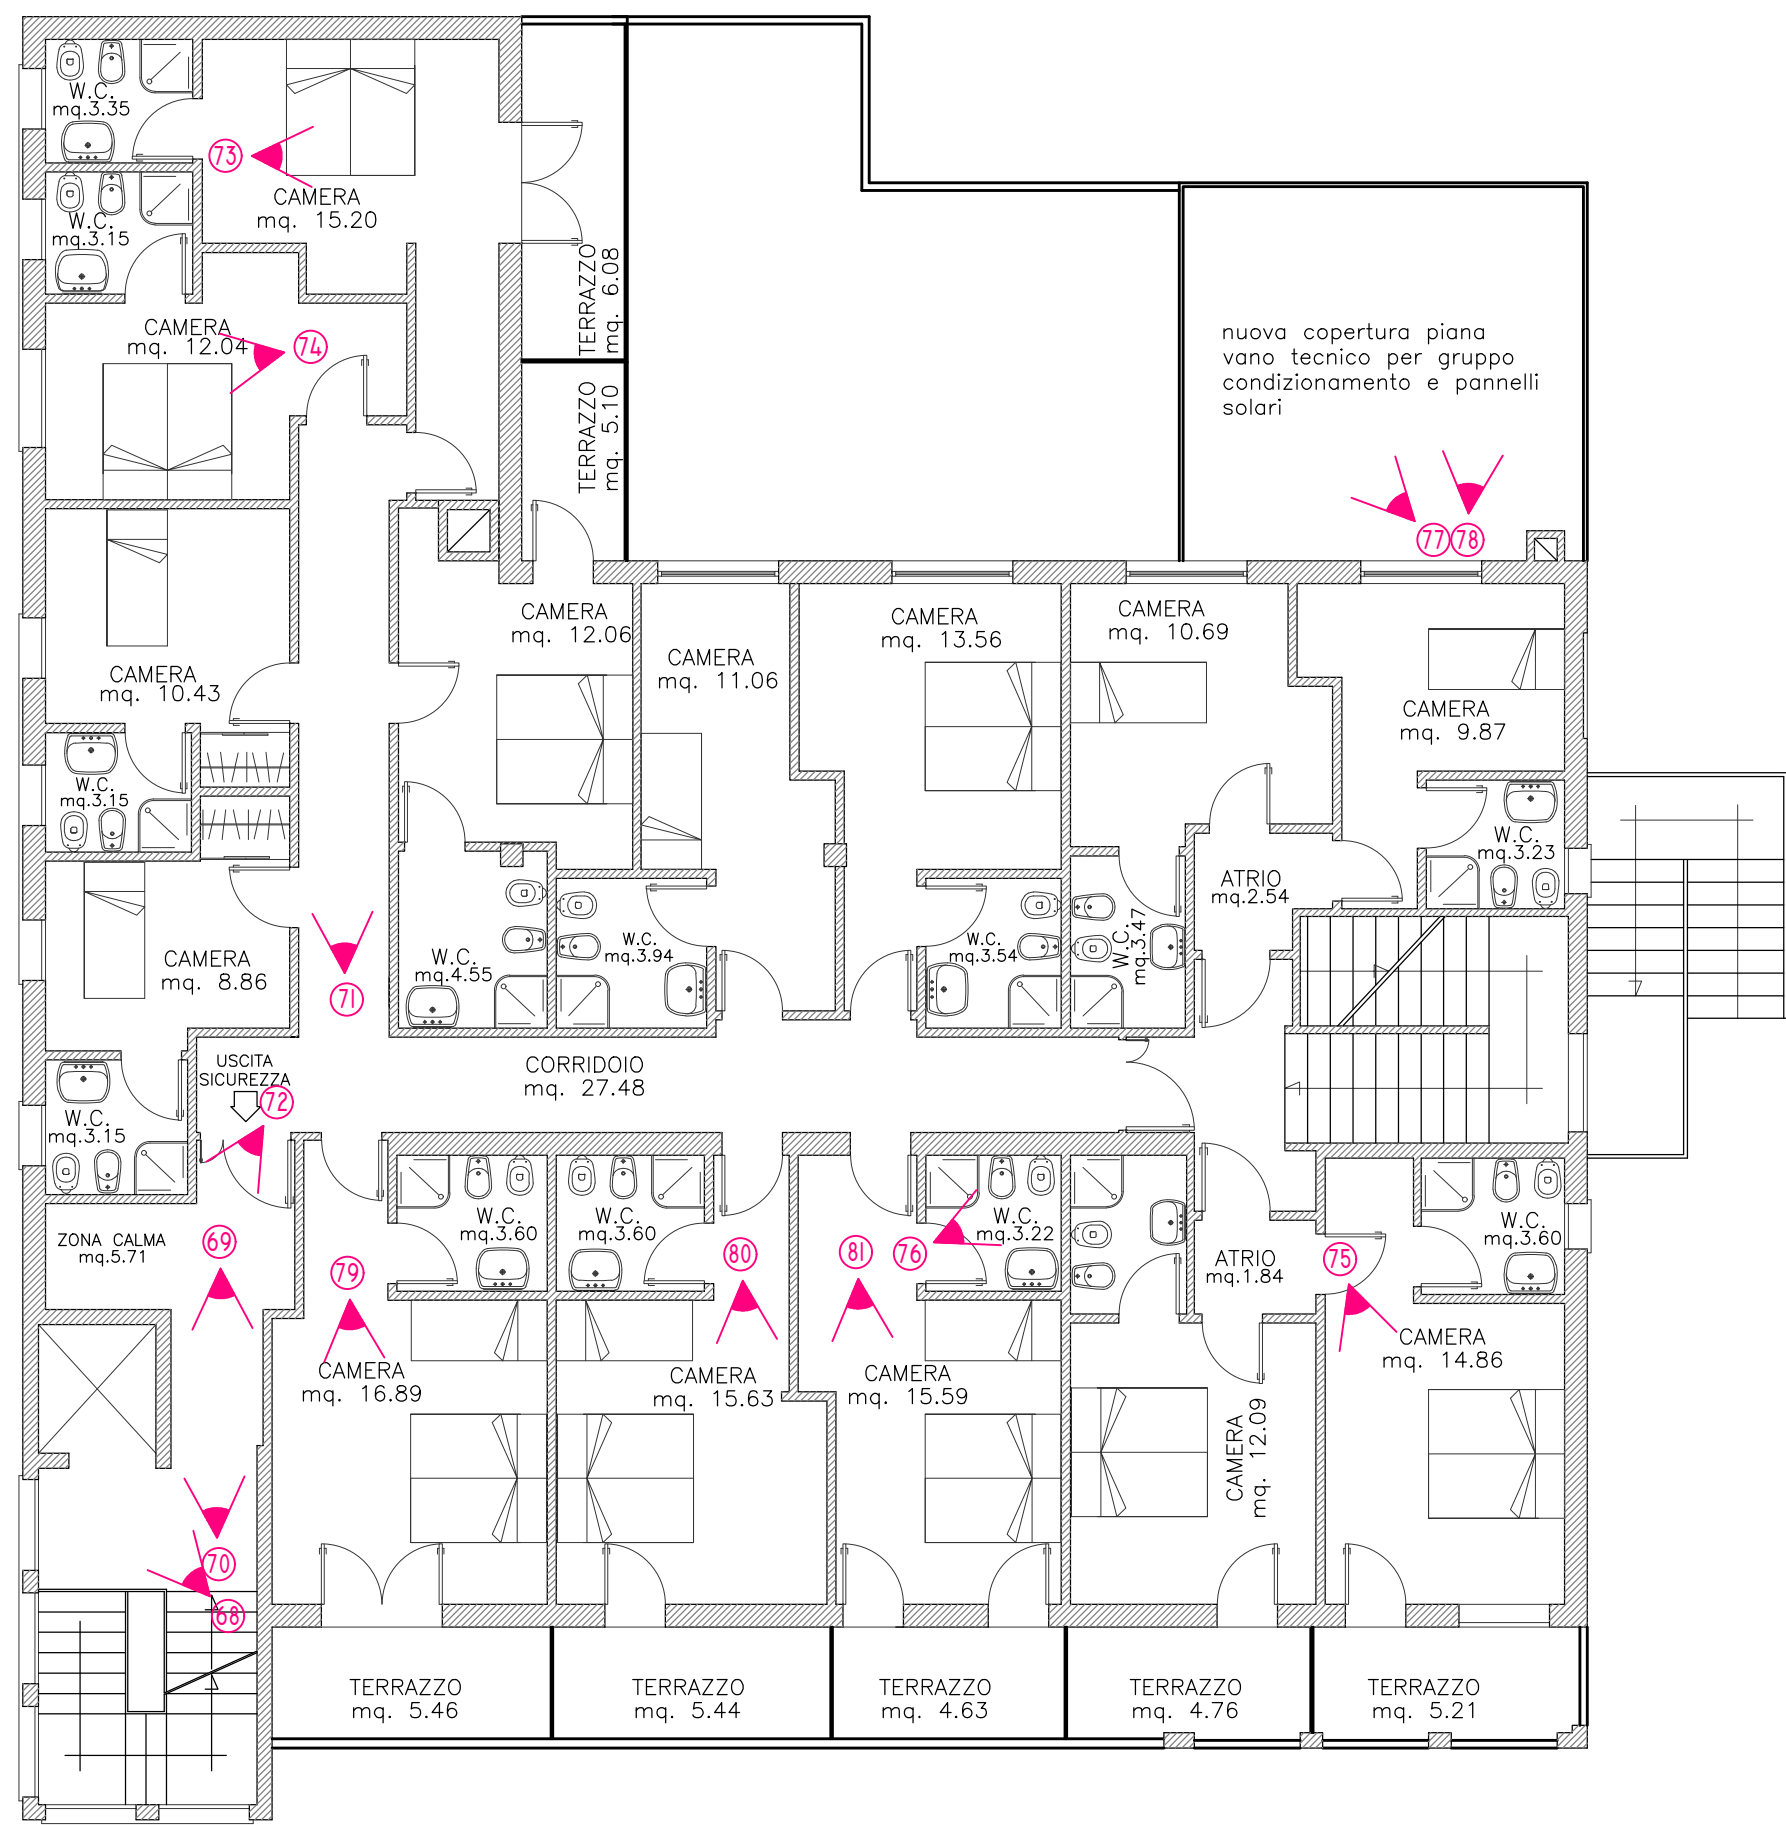 W.C.
mq.3.35
73
CAMERA
mq. 15.20
W.C.
mq.3.15
CAMERA
mq. 12.04
74
TERRAZZO
mq. 6.08
TERRAZZO
mq. 5.10
nuova copertura piana
vano tecnico per gruppo
condizionamento e pannelli
solari
77
78
CAMERA
mq. 10.43
CAMERA
mq. 12.06
CAMERA
mq. 11.06
CAMERA
mq. 13.56
CAMERA
mq. 10.69
CAMERA
mq. 9.87
W.C.
mq.3.15
W.C.
mq.3.23
ATRIO
mq.2.54
CAMERA
mq. 8.86
71
W.C.
mq.4.55
W.C.
mq.3.94
W.C.
mq.3.54
W.C.
mq.3.47
USCITA
SICUREZZA
72
CORRIDOIO
mq. 27.48
W.C.
mq.3.15
ZONA CALMA
mq.5.71
69
79
W.C.
mq.3.60
W.C.
mq.3.60
80
81
76
W.C.
mq.3.22
ATRIO
mq.1.84
75
W.C.
mq.3.60
CAMERA
mq. 16.89
CAMERA
mq. 15.63
CAMERA
mq. 15.59
CAMERA
mq. 12.09
CAMERA
mq. 14.86
70
68
TERRAZZO
mq. 5.46
TERRAZZO
mq. 5.44
TERRAZZO
mq. 4.63
TERRAZZO
mq. 4.76
TERRAZZO
mq. 5.21